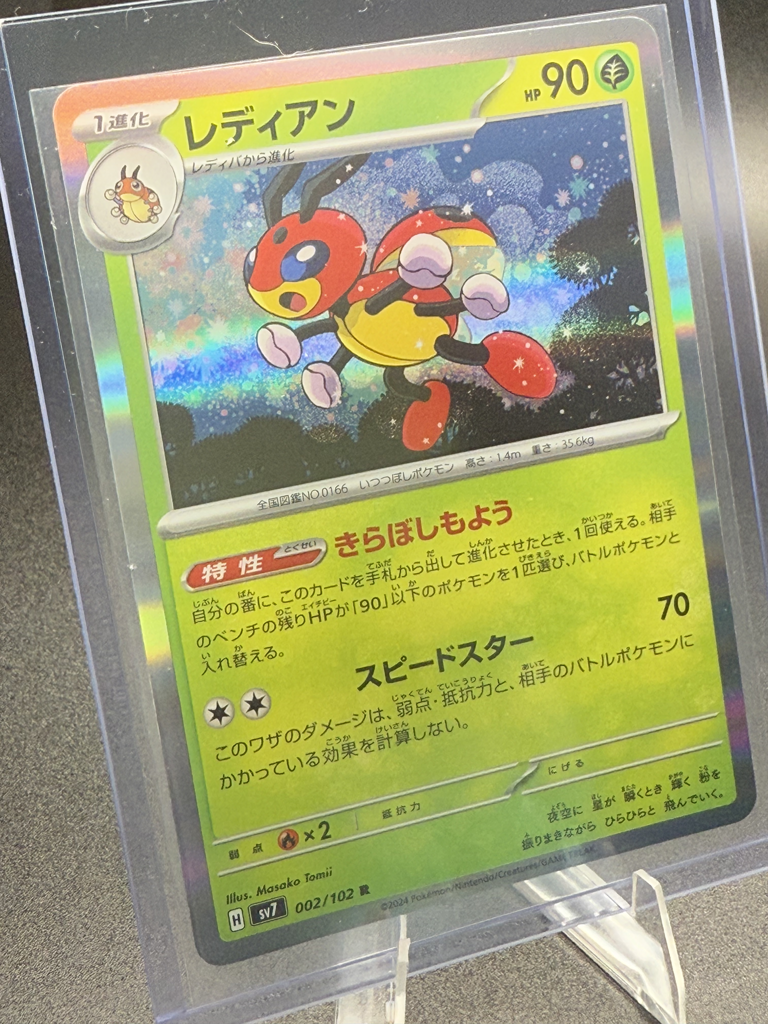 1進化
レディアン
HP 90
レディバから進化
全国図鑑NO.0166 いつつぼしポケモン 高さ:1.4m 重さ:35.6kg
特性 とくせい きらぼしもよう
自分の番に、このカードを手札から出して進化させたとき、1回使える。相手
のベンチの残りHPが「90」以下のポケモンを1匹選び、バトルポケモンと
入れ替える。
スピードスター 70
このワザのダメージは、弱点・抵抗力と、相手のバトルポケモンに
かかっている効果を計算しない。
弱点 ×2 抵抗力 にげる
夜空に 星が 瞬くとき 輝く 粉を
振りまきながら ひらひらと 飛んでいく。
Illus. Masako Tomii
H sv7 002/102 R
©2024 Pokémon/Nintendo/Creatures/GAME FREAK